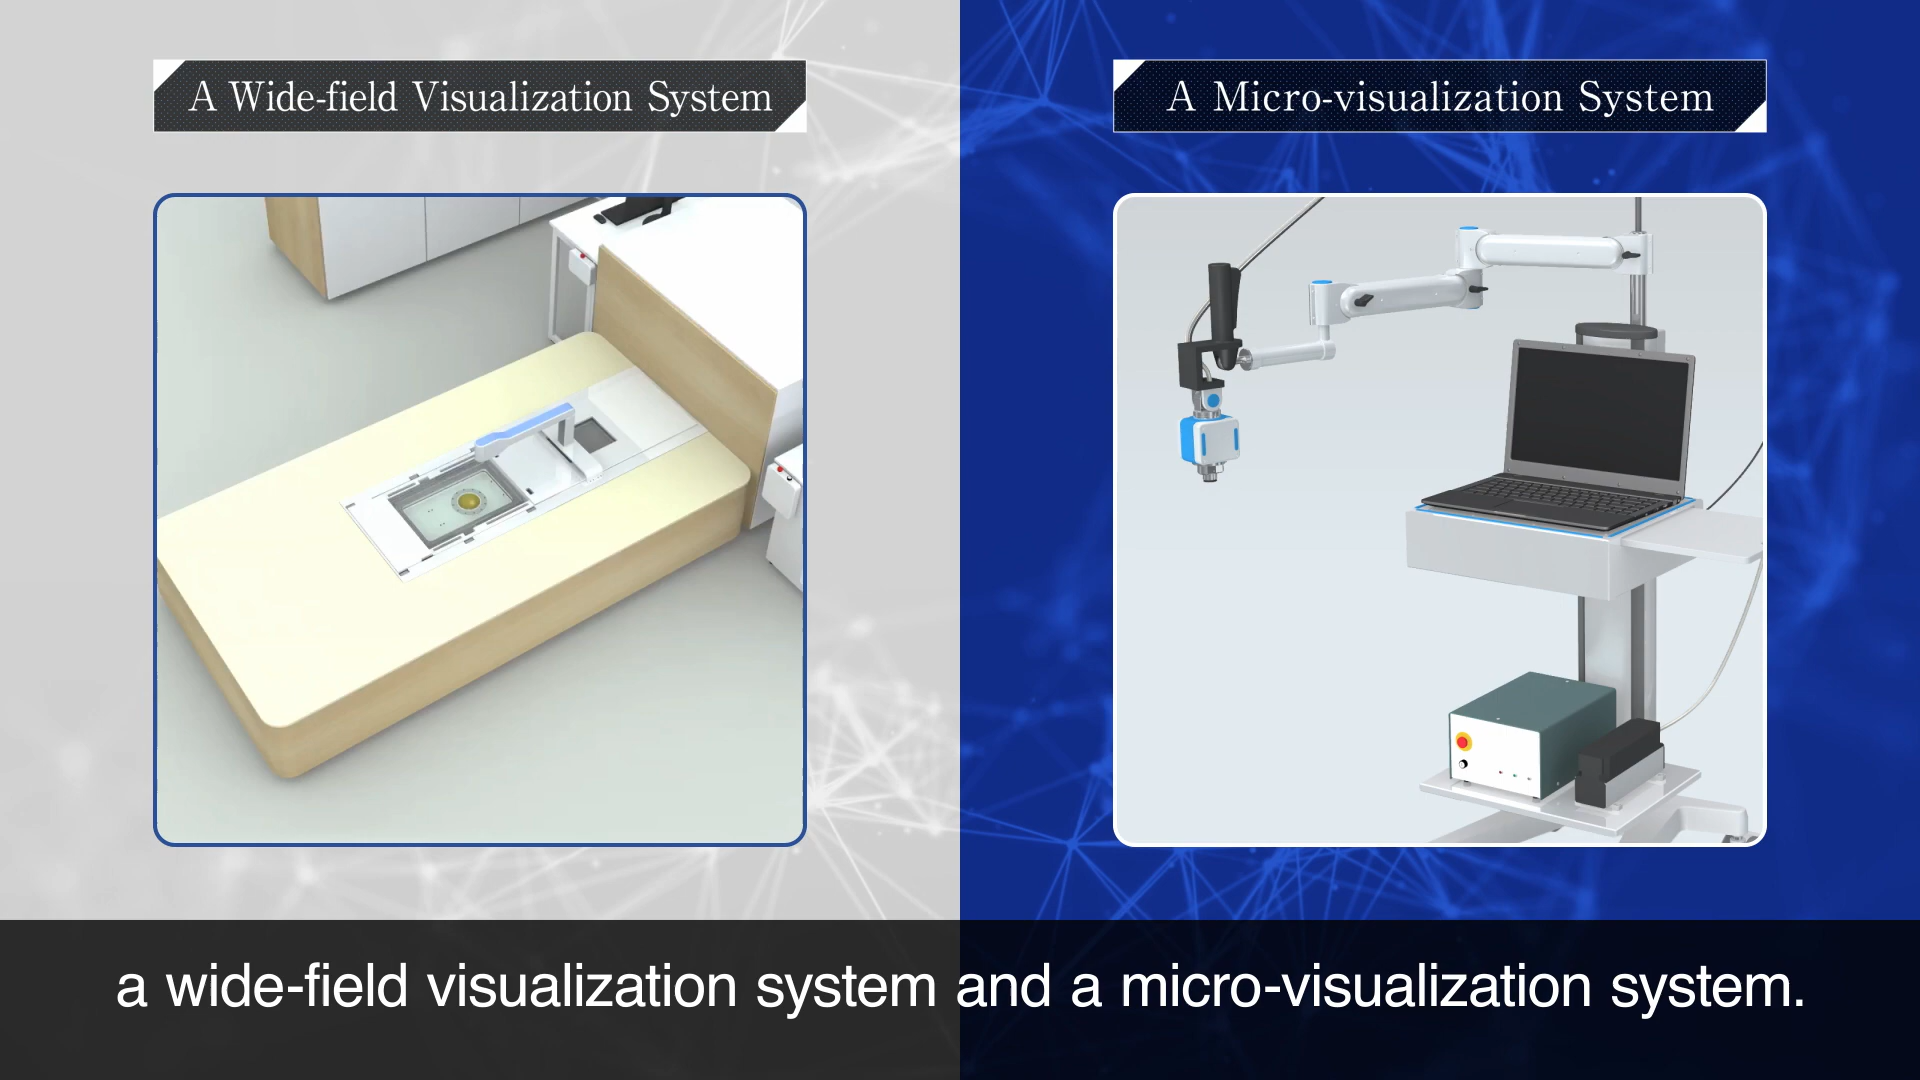 A Wide-field Visualization System
A Micro-visualization System
a wide-field visualization system and a micro-visualization system.